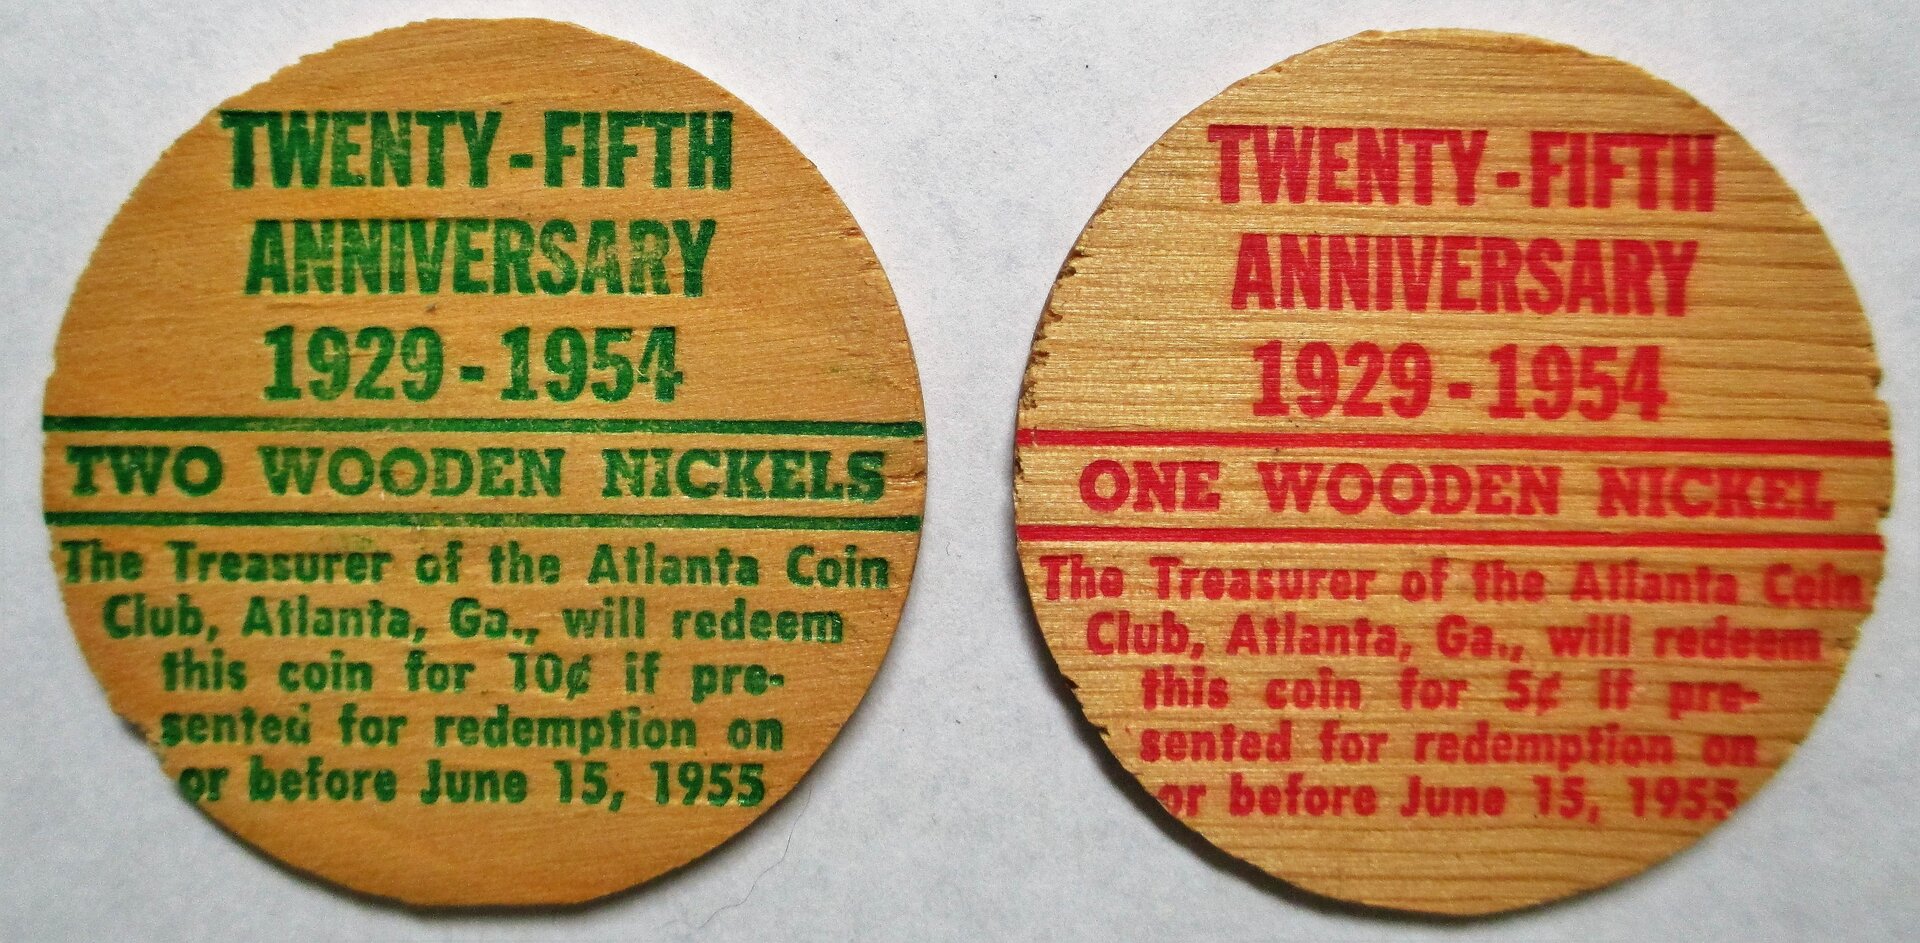 TWENTY-FIFTH
ANNIVERSARY
1929-1954
TWO WOODEN NICKELS
The Treasurer of the Atlanta Coin
Club, Atlanta, Ga., will redeem
this coin for 10¢ if pre-
sented for redemption on
or before June 15, 1955
TWENTY-FIFTH
ANNIVERSARY
1929-1954
ONE WOODEN NICKEL
The Treasurer of the Atlanta Coin
Club, Atlanta, Ga., will redeem
this coin for 5¢ if pre-
sented for redemption on
or before June 15, 1955